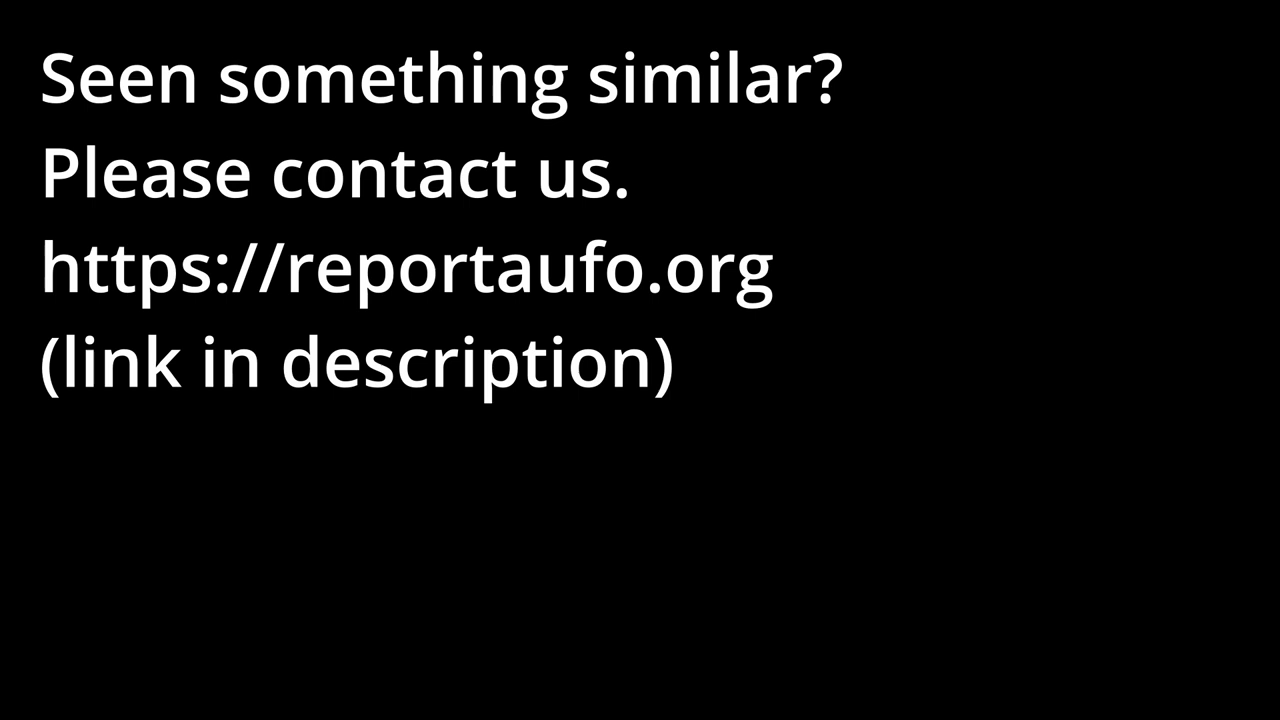 Seen something similar?
Please contact us.
https://reportaufo.org
(link in description)